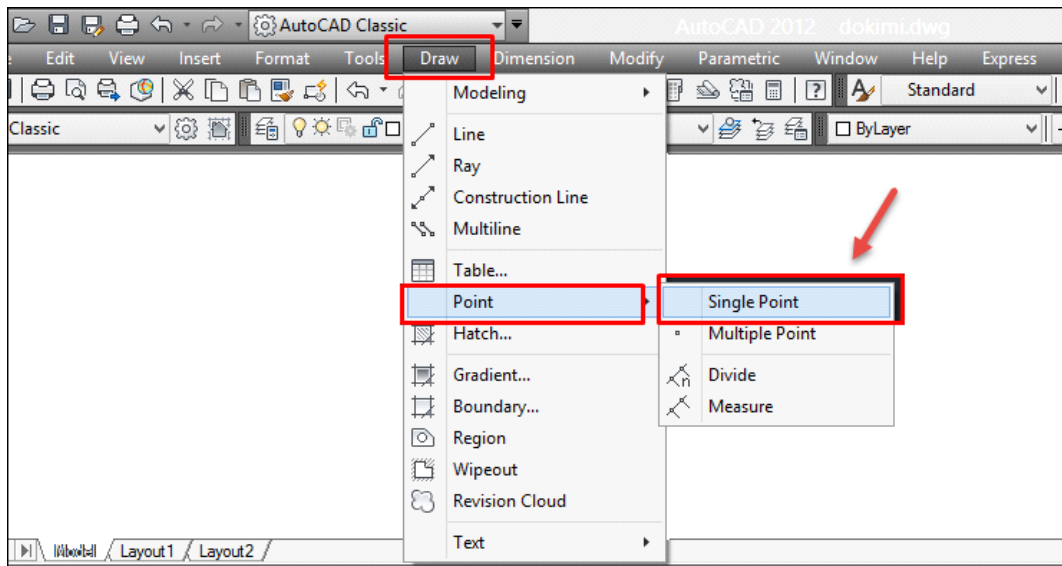 AutoCAD Classic AutoCAD 2012 dokimi.dwg
Edit View Insert Format Tools Draw Dimension Modify Parametric Window Help Express
Standard
Classic ByLayer
Modeling
Line
Ray
Construction Line
Multiline
Table...
Point
Hatch...
Gradient...
Boundary...
Region
Wipeout
Revision Cloud
Text
Single Point
Multiple Point
Divide
Measure
Layout1 Layout2